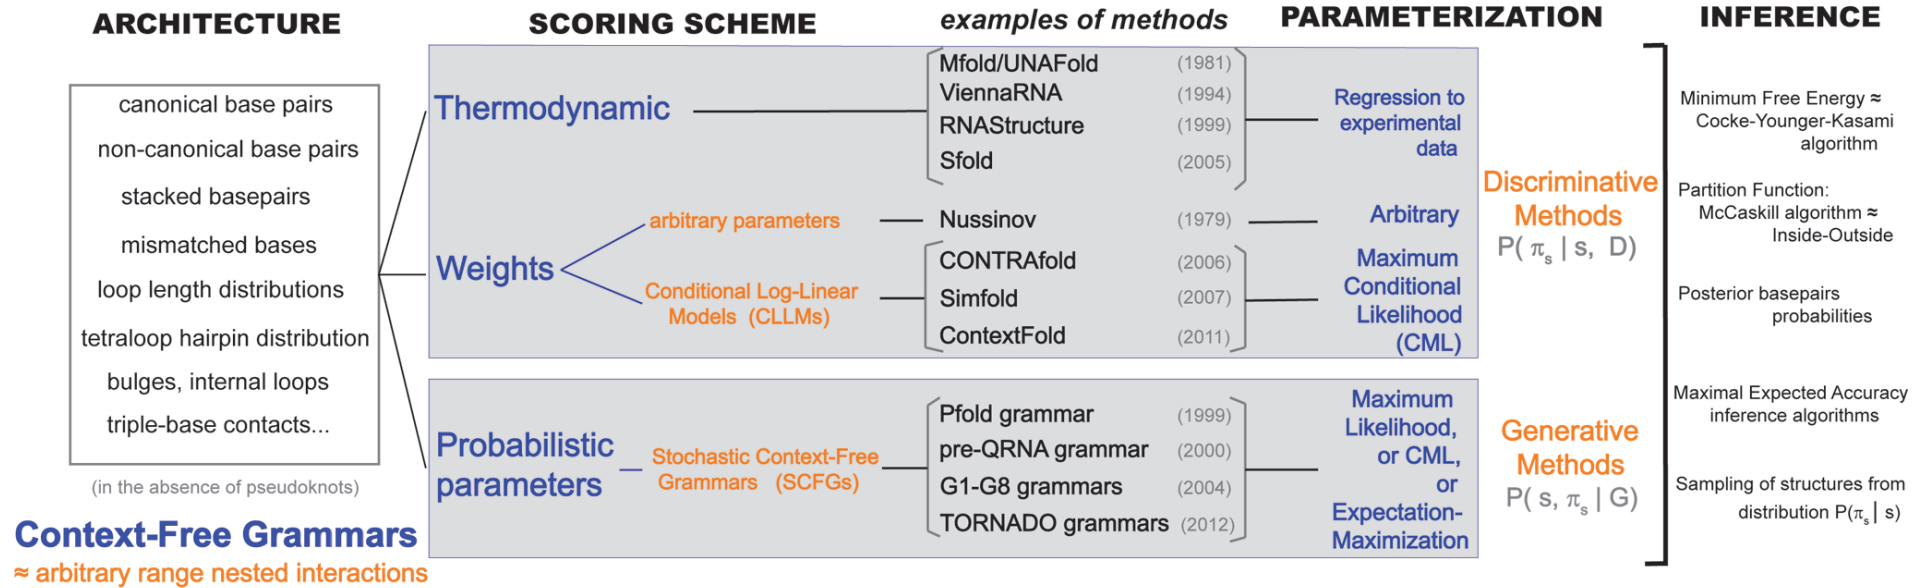 ARCHITECTURE
SCORING SCHEME
examples of methods
PARAMETERIZATION
INFERENCE
canonical base pairs
non-canonical base pairs
stacked basepairs
mismatched bases
loop length distributions
tetraloop hairpin distribution
bulges, internal loops
triple-base contacts...
(in the absence of pseudoknots)
Context-Free Grammars
≈ arbitrary range nested interactions
Thermodynamic
Mfold/UNAFold (1981)
ViennaRNA (1994)
RNAStructure (1999)
Sfold (2005)
Regression to
experimental
data
Weights
arbitrary parameters
Nussinov (1979)
Arbitrary
Conditional Log-Linear
Models (CLLMs)
CONTRAfold (2006)
Simfold (2007)
ContextFold (2011)
Maximum
Conditional
Likelihood
(CML)
Discriminative
Methods
P( πs | s, D)
Probabilistic
parameters
Stochastic Context-Free
Grammars (SCFGs)
Pfold grammar (1999)
pre-QRNA grammar (2000)
G1-G8 grammars (2004)
TORNADO grammars (2012)
Maximum
Likelihood,
or CML,
or
Expectation-
Maximization
Generative
Methods
P( s, πs | G)
Minimum Free Energy ≈
Cocke-Younger-Kasami
algorithm
Partition Function:
McCaskill algorithm ≈
Inside-Outside
Posterior basepairs
probabilities
Maximal Expected Accuracy
inference algorithms
Sampling of structures from
distribution P(πs | s)